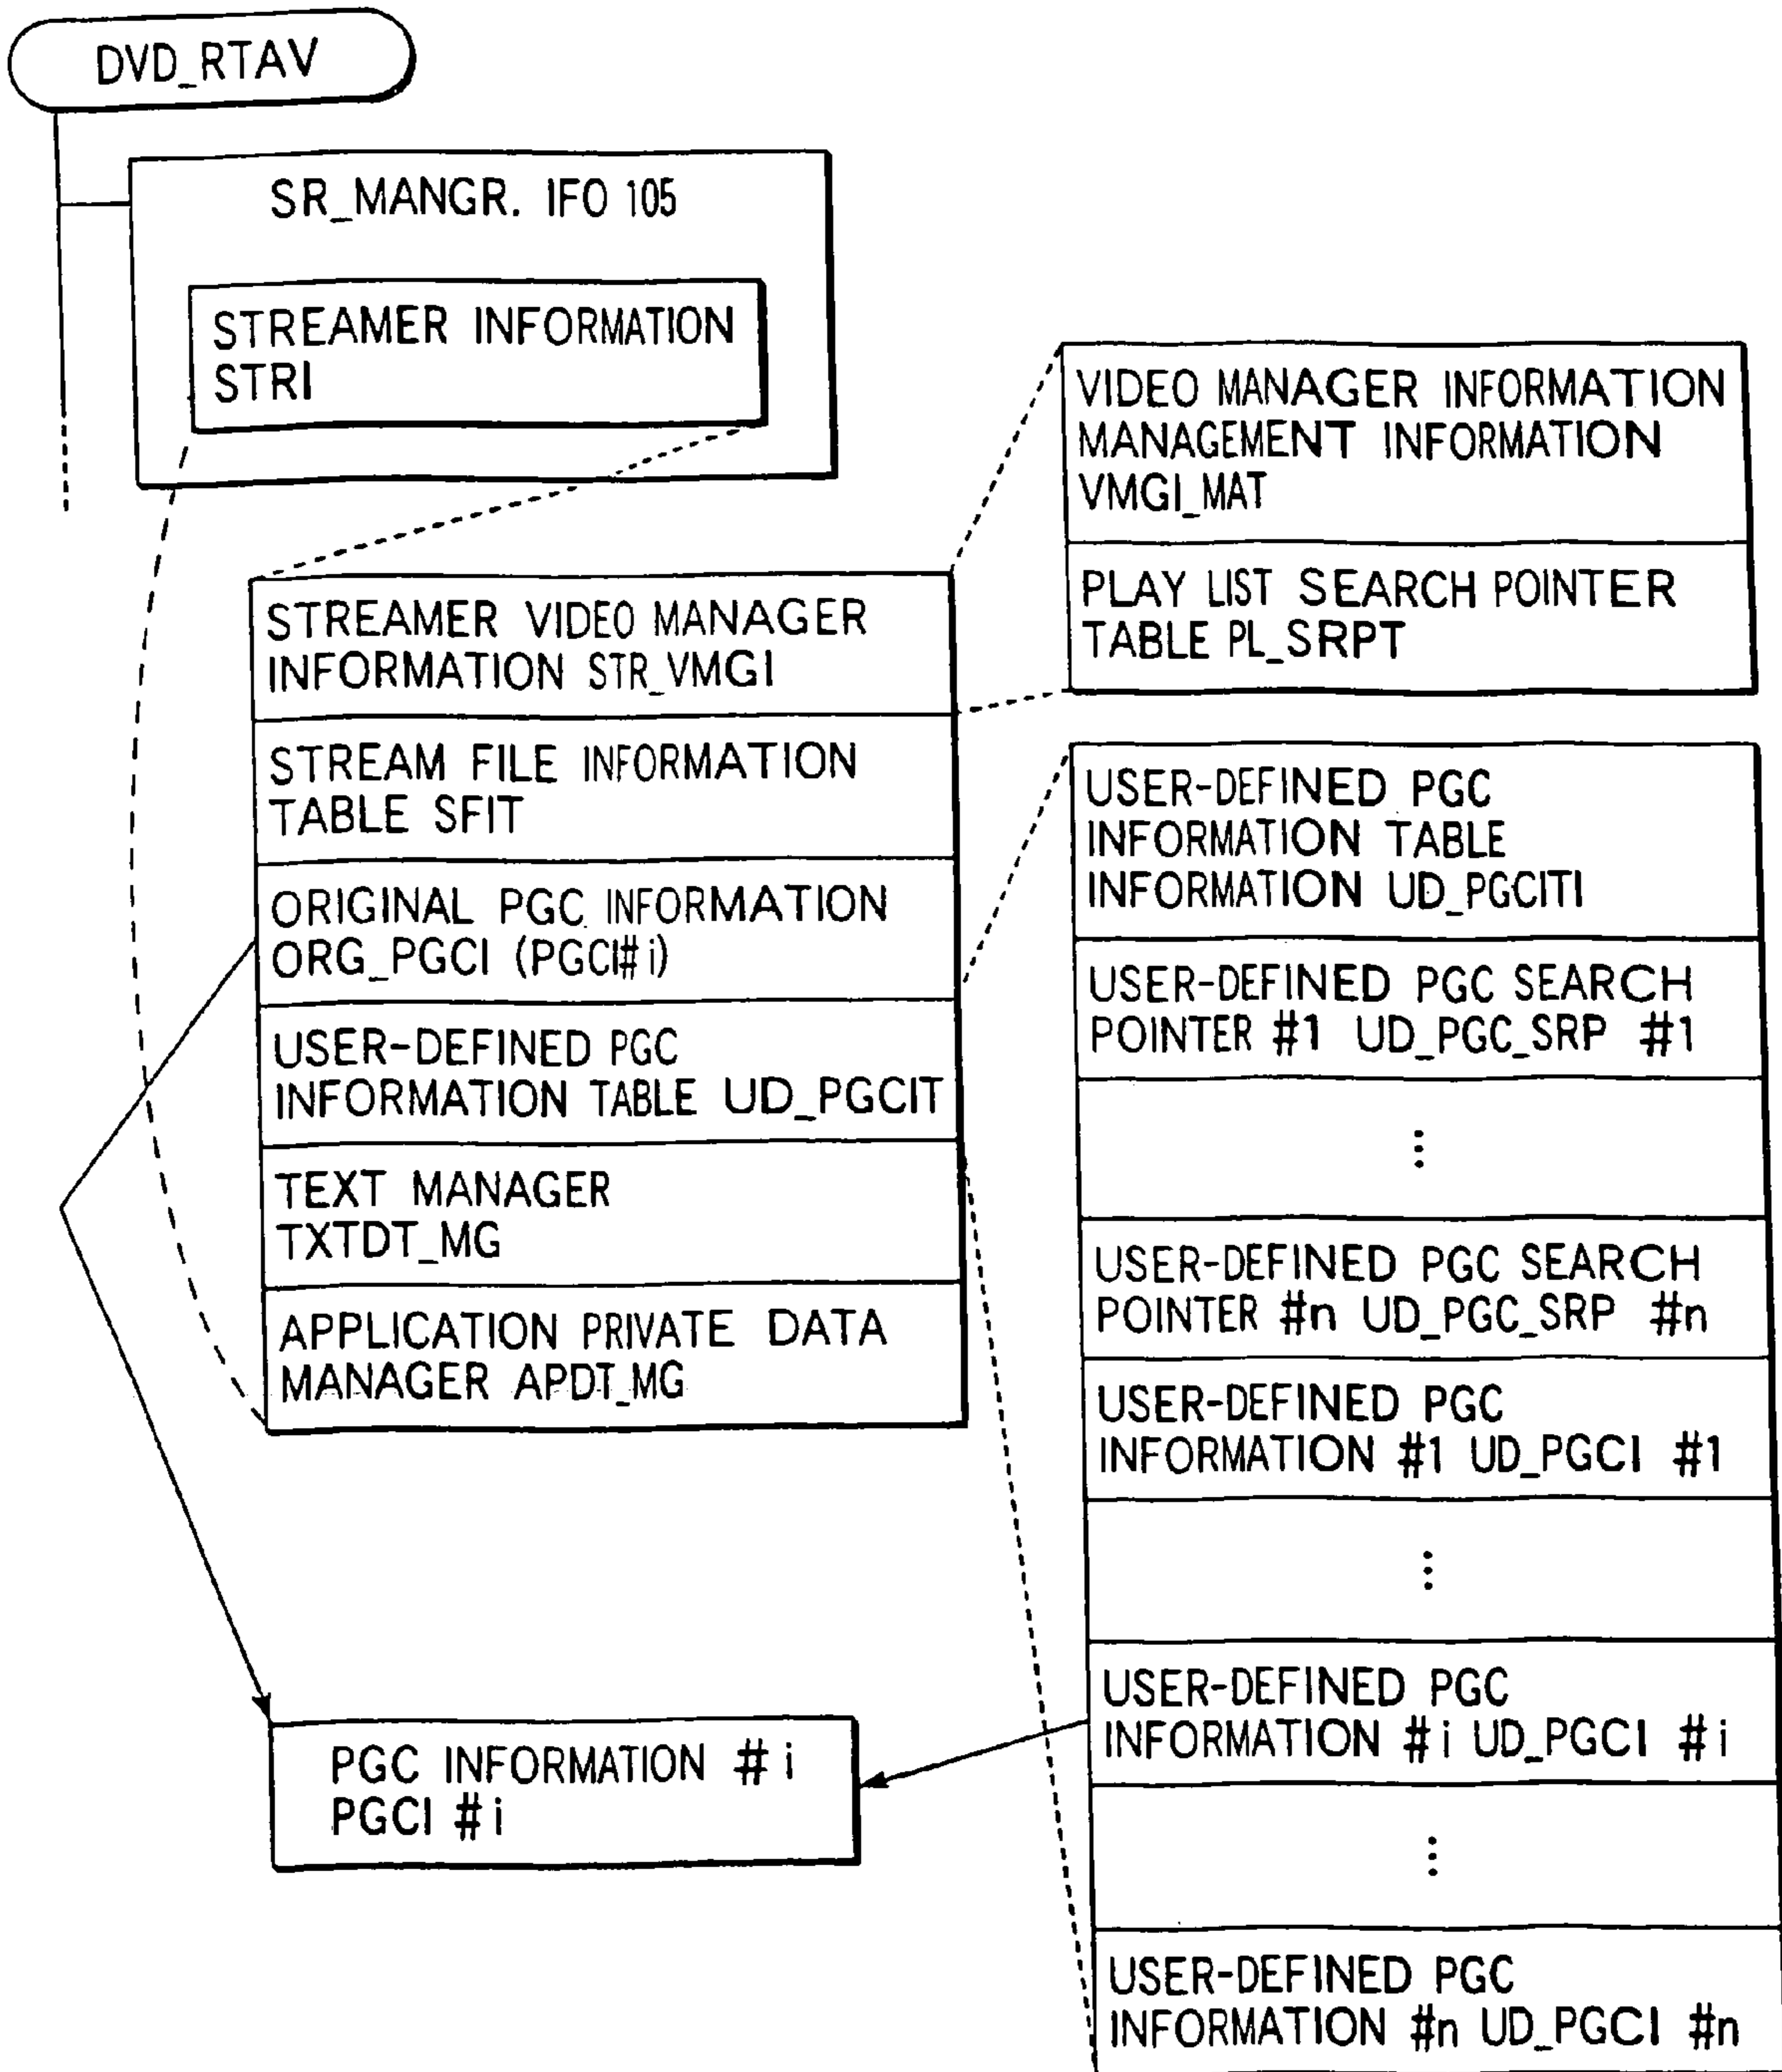 DVD_RTAV
SR_MANGR. IFO 105
STREAMER INFORMATION
STRI
STREAMER VIDEO MANAGER
INFORMATION STR_VMGI
STREAM FILE INFORMATION
TABLE SFIT
ORIGINAL PGC INFORMATION
ORG_PGCI (PGCI#i)
USER-DEFINED PGC
INFORMATION TABLE UD_PGCIT
TEXT MANAGER
TXTDT_MG
APPLICATION PRIVATE DATA
MANAGER APDT_MG
PGC INFORMATION #i
PGCI #i
VIDEO MANAGER INFORMATION
MANAGEMENT INFORMATION
VMGI_MAT
PLAY LIST SEARCH POINTER
TABLE PL_SRPT
USER-DEFINED PGC
INFORMATION TABLE
INFORMATION UD_PGCITI
USER-DEFINED PGC SEARCH
POINTER #1 UD_PGC_SRP #1
⋮
USER-DEFINED PGC SEARCH
POINTER #n UD_PGC_SRP #n
USER-DEFINED PGC
INFORMATION #1 UD_PGCI #1
⋮
USER-DEFINED PGC
INFORMATION #i UD_PGCI #i
⋮
USER-DEFINED PGC
INFORMATION #n UD_PGCI #n